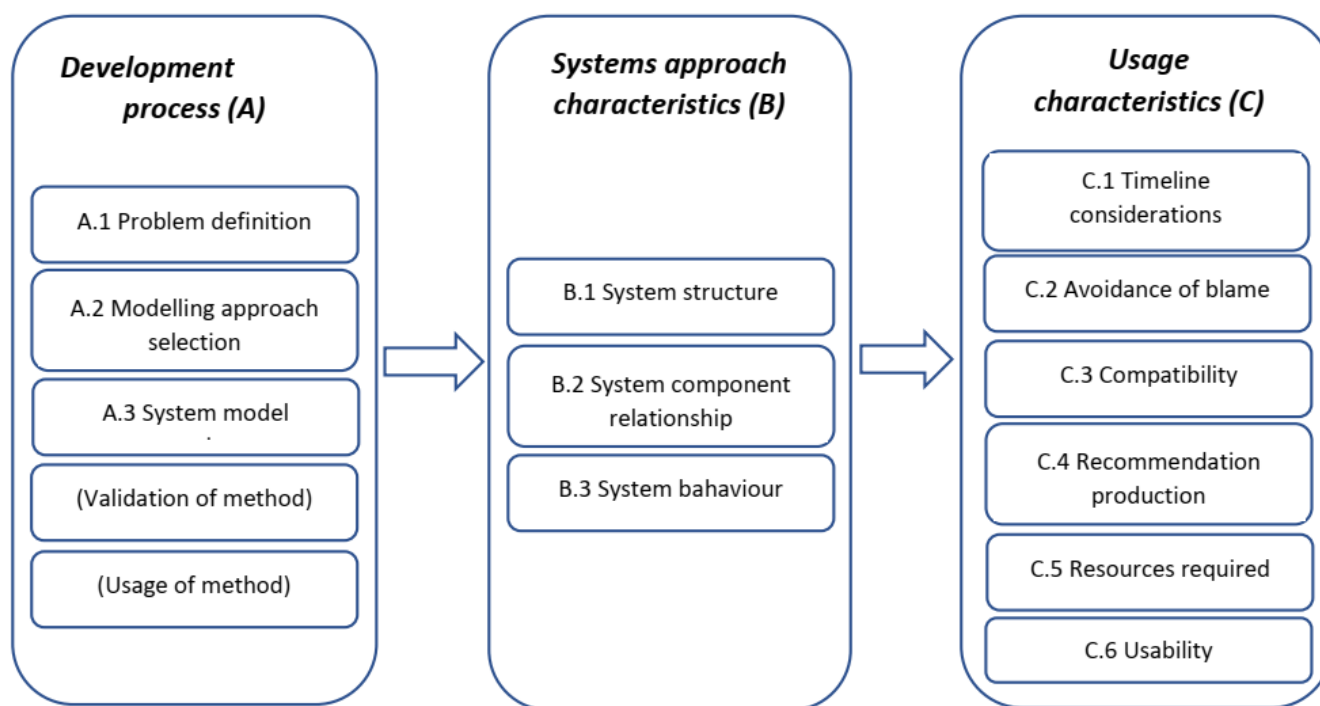 Development
process (A)
A.1 Problem definition
A.2 Modelling approach
selection
A.3 System model
(Validation of method)
(Usage of method)
Systems approach
characteristics (B)
B.1 System structure
B.2 System component
relationship
B.3 System bahaviour
Usage
characteristics (C)
C.1 Timeline
considerations
C.2 Avoidance of blame
C.3 Compatibility
C.4 Recommendation
production
C.5 Resources required
C.6 Usability